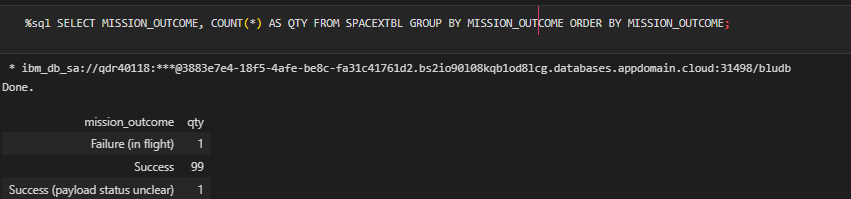 %sql SELECT MISSION_OUTCOME, COUNT(*) AS QTY FROM SPACEXTBL GROUP BY MISSION_OUTCOME ORDER BY MISSION_OUTCOME;
* ibm_db_sa://qdr40118:***@3883e7e4-18f5-4afe-be8c-fa31c41761d2.bs2io90l08kqb1od8lcg.databases.appdomain.cloud:31498/bludb
Done.
mission_outcome qty
Failure (in flight) 1
Success 99
Success (payload status unclear) 1